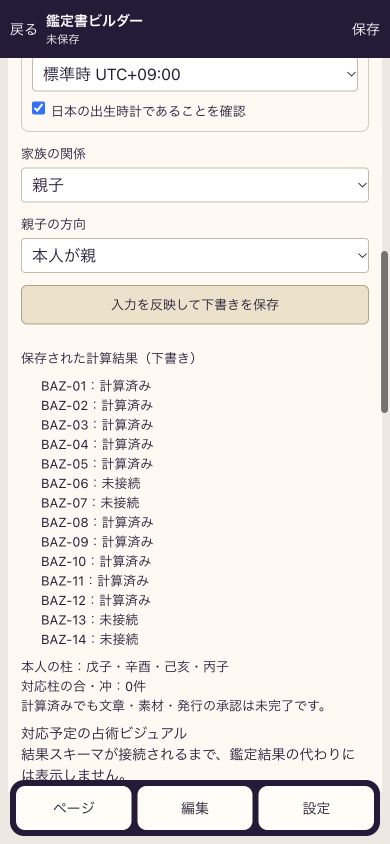 戻る
鑑定書ビルダー
未保存
保存
標準時 UTC+09:00
日本の出生時計であることを確認
家族の関係
親子
親子の方向
本人が親
入力を反映して下書きを保存
保存された計算結果（下書き）
BAZ-01：計算済み
BAZ-02：計算済み
BAZ-03：計算済み
BAZ-04：計算済み
BAZ-05：計算済み
BAZ-06：未接続
BAZ-07：未接続
BAZ-08：計算済み
BAZ-09：計算済み
BAZ-10：計算済み
BAZ-11：計算済み
BAZ-12：計算済み
BAZ-13：未接続
BAZ-14：未接続
本人の柱：戊子・辛酉・己亥・丙子
対応柱の合・冲：0件
計算済みでも文章・素材・発行の承認は未完了です。
対応予定の占術ビジュアル
結果スキーマが接続されるまで、鑑定結果の代わりに
は表示しません。
ページ
編集
設定